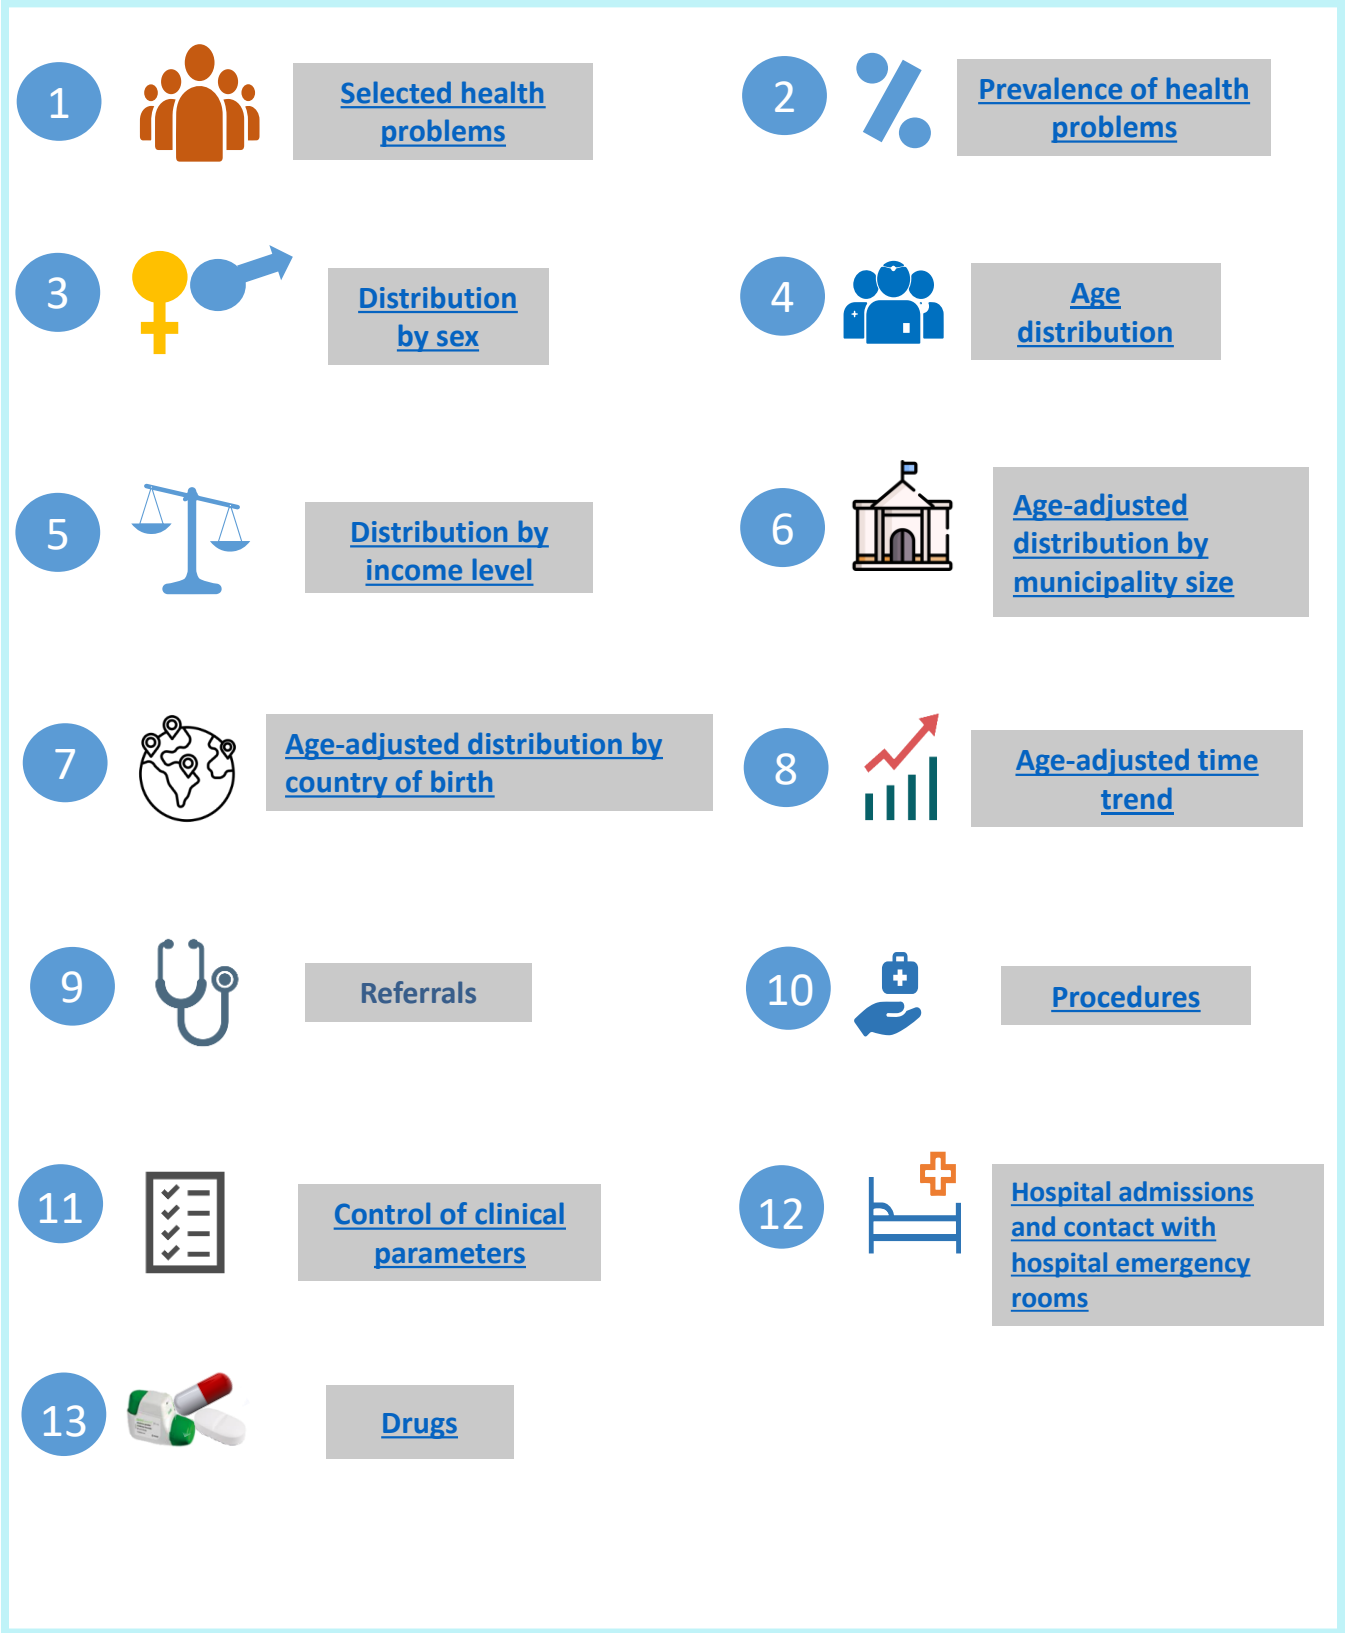 1
Selected health
problems
2
Prevalence of health
problems
3
Distribution
by sex
4
Age
distribution
5
Distribution by
income level
6
Age-adjusted
distribution by
municipality size
7
Age-adjusted distribution by
country of birth
8
Age-adjusted time
trend
9
Referrals
10
Procedures
11
Control of clinical
parameters
12
Hospital admissions
and contact with
hospital emergency
rooms
13
Drugs